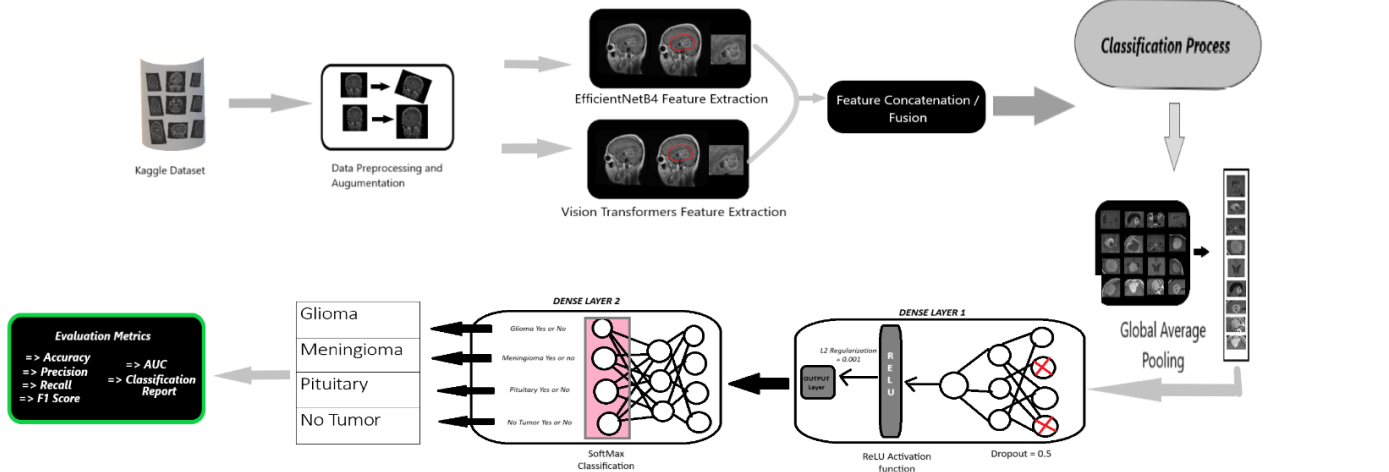 Kaggle Dataset
Data Preprocessing and
Augumentation
EfficientNetB4 Feature Extraction
Vision Transformers Feature Extraction
Feature Concatenation /
Fusion
Classification Process
Global Average
Pooling
DENSE LAYER 1
Dropout = 0.5
RELU
ReLU Activation
function
L2 Regularization
= 0.001
OUTPUT
Layer
DENSE LAYER 2
SoftMax
Classification
Glioma Yes or No
Meningioma Yes or no
Pituitary Yes or No
No Tumor Yes or No
Glioma
Meningioma
Pituitary
No Tumor
Evaluation Metrics
=> Accuracy
=> Precision
=> Recall
=> F1 Score
=> AUC
=> Classification
Report